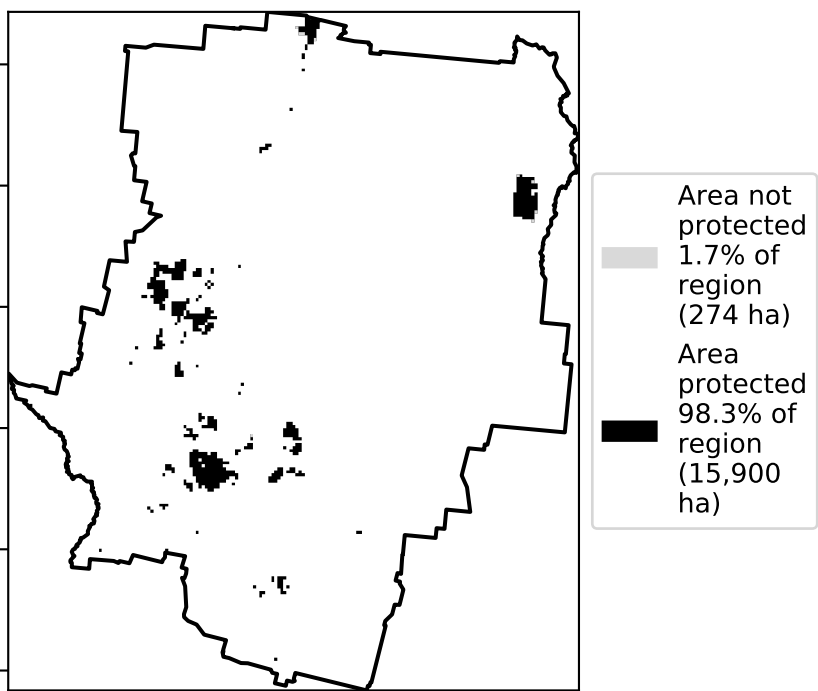 Area not
protected
1.7% of
region
(274 ha)
Area
protected
98.3% of
region
(15,900
ha)